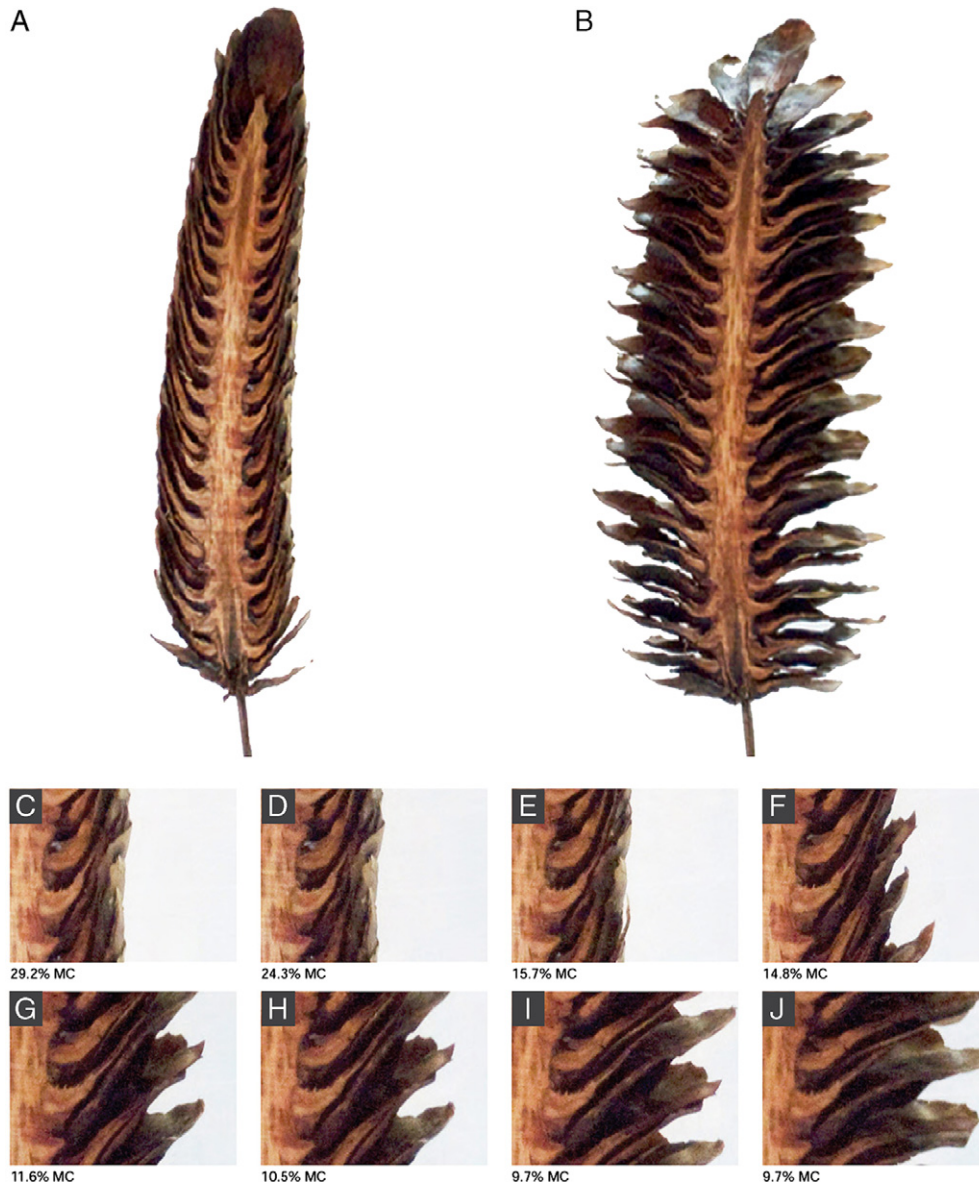 A B
C D E F
29.2% MC 24.3% MC 15.7% MC 14.8% MC
G H I J
11.6% MC 10.5% MC 9.7% MC 9.7% MC